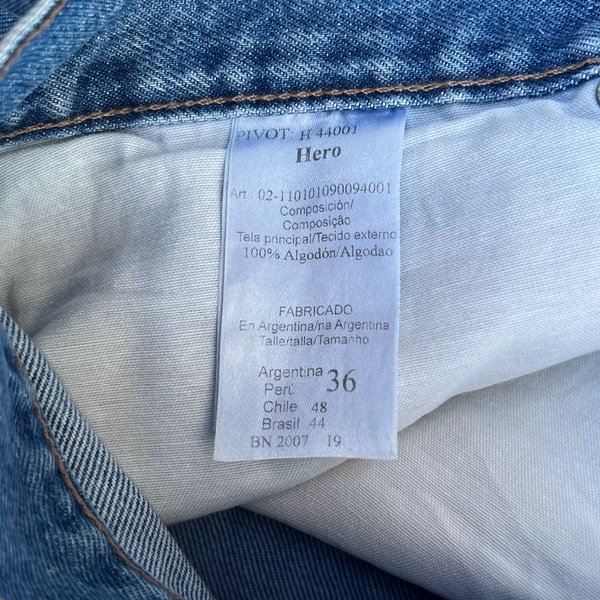 PIVOT: H 44001
Hero
Art. 02-110101090094001
Composición/
Composição
Tela principal/Tecido externo
100% Algodón/Algodao
FABRICADO
En Argentina/na Argentina
Talle/talla/Tamanho
Argentina
Peru 36
Chile 48
Brasil 44
BN 2007 19